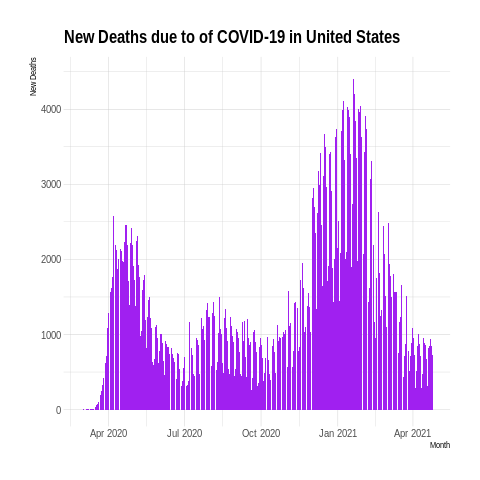 New Deaths due to of COVID-19 in United States
New Deaths
4000
3000
2000
1000
0
Apr 2020
Jul 2020
Oct 2020
Jan 2021
Apr 2021
Month